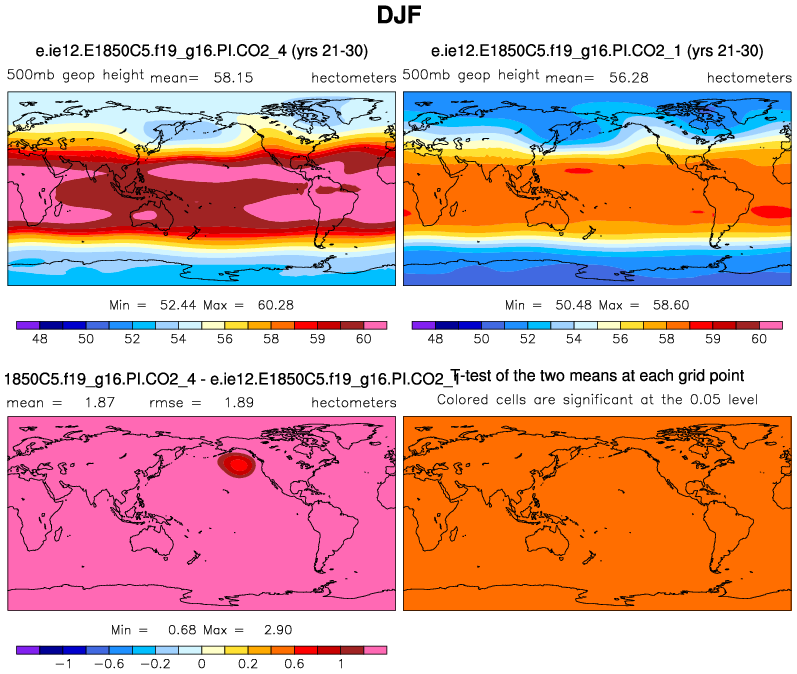 DJF
e.ie12.E1850C5.f19_g16.PI.CO2_4 (yrs 21-30)
500mb geop height mean= 58.15 hectometers
e.ie12.E1850C5.f19_g16.PI.CO2_1 (yrs 21-30)
500mb geop height mean= 56.28 hectometers
Min = 52.44 Max = 60.28
48 50 52 54 56 58 59 60
Min = 50.48 Max = 58.60
48 50 52 54 56 58 59 60
1850C5.f19_g16.PI.CO2_4 - e.ie12.E1850C5.f19_g16.PI.CO2_1
mean = 1.87 rmse = 1.89 hectometers
T-test of the two means at each grid point
Colored cells are significant at the 0.05 level
Min = 0.68 Max = 2.90
-1 -0.6 -0.2 0 0.2 0.6 1